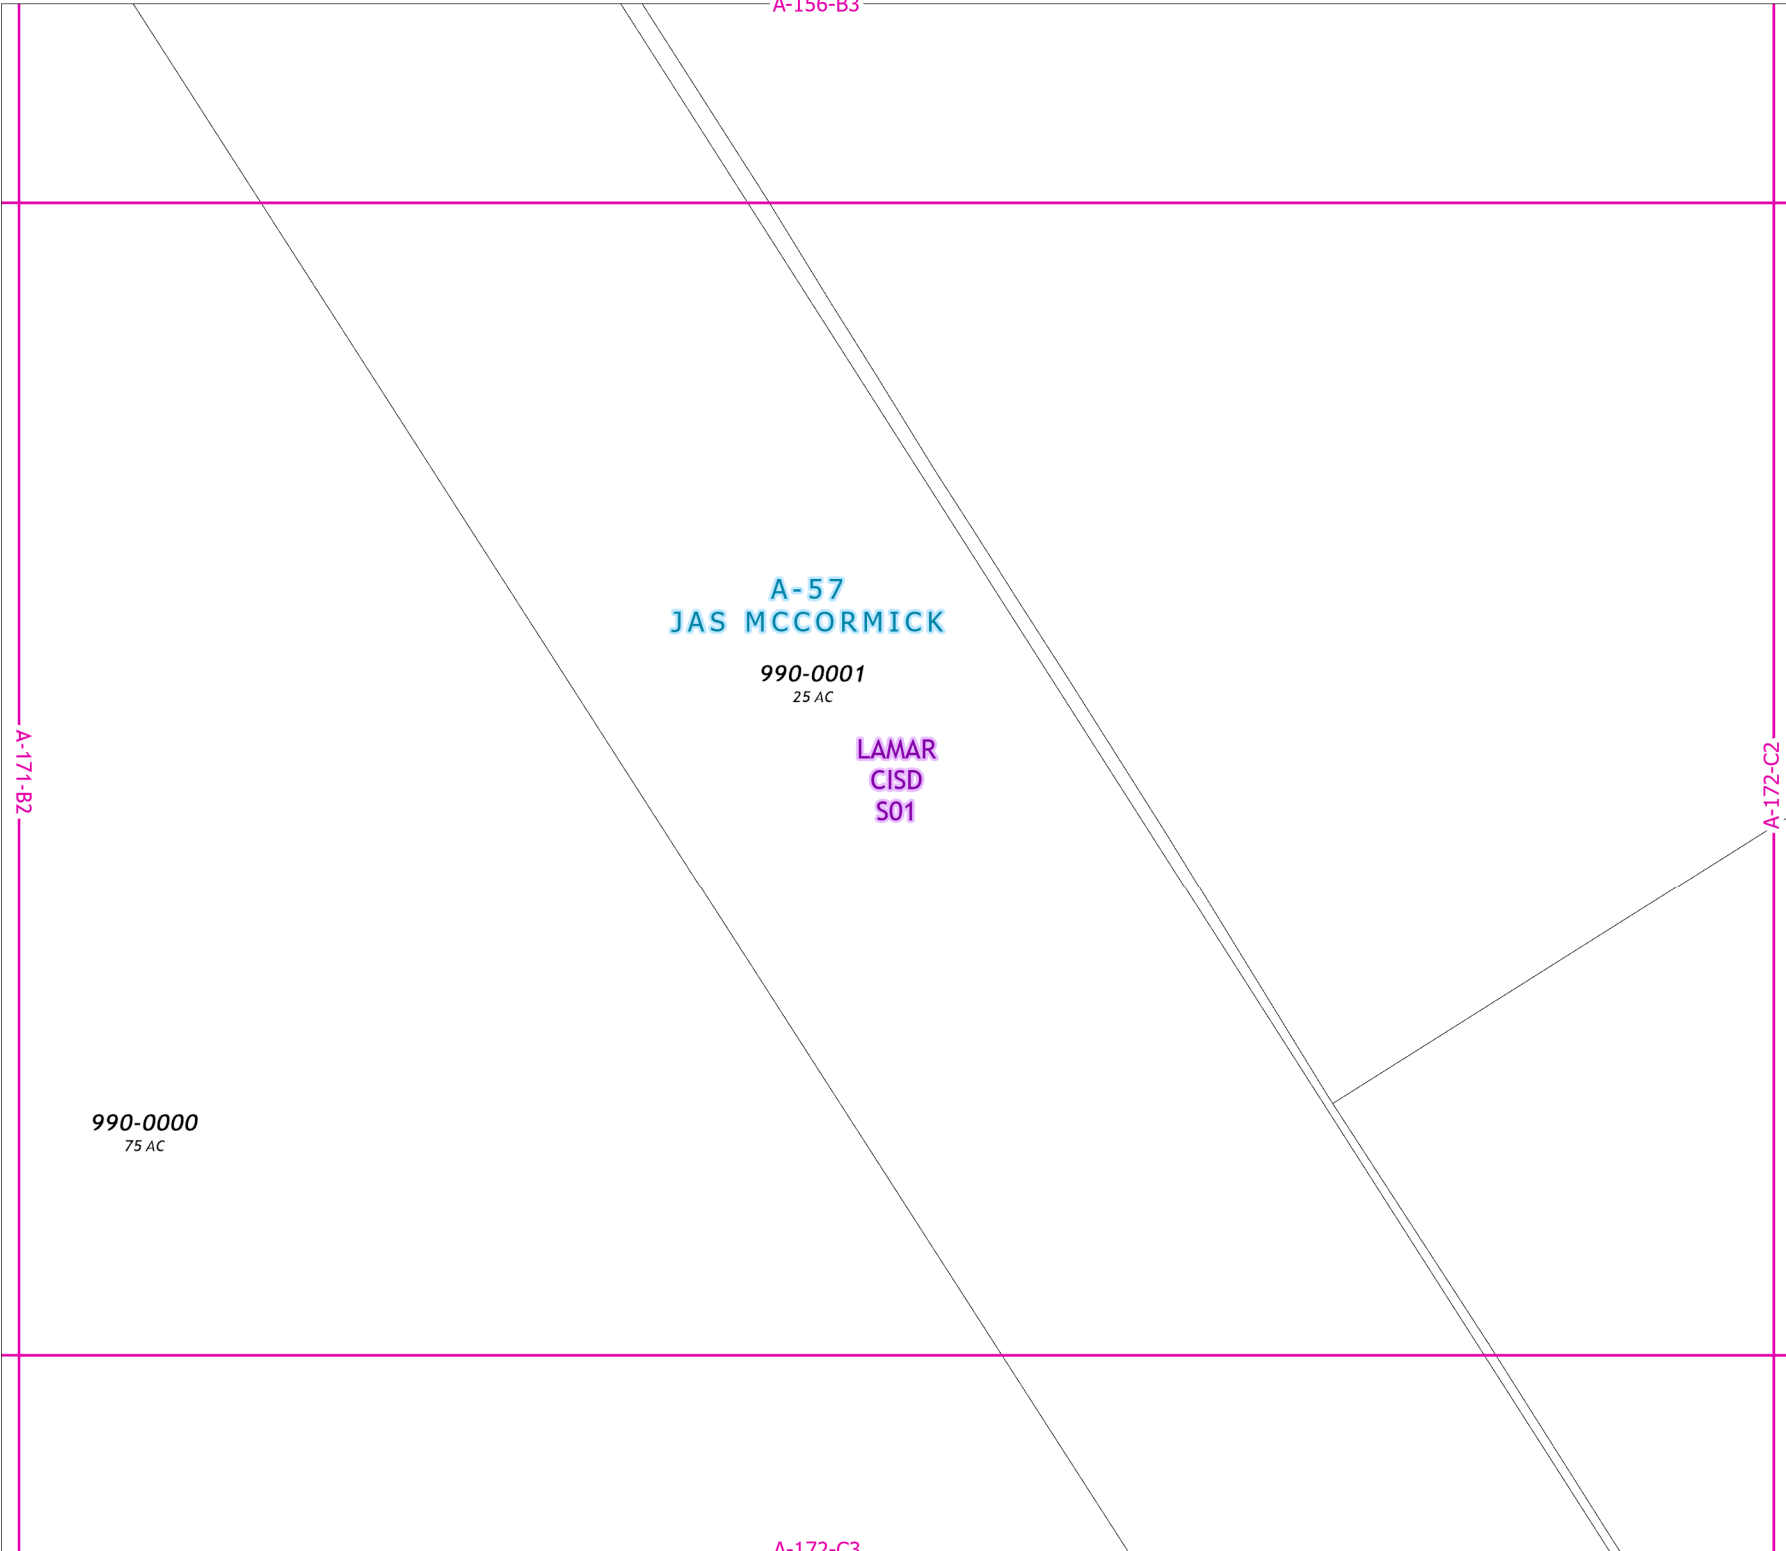 A-156-B3
A-57
JAS MCCORMICK
990-0001
25 AC
LAMAR
CISD
S01
A-171-B2
A-172-C2
990-0000
75 AC
A-172-C3